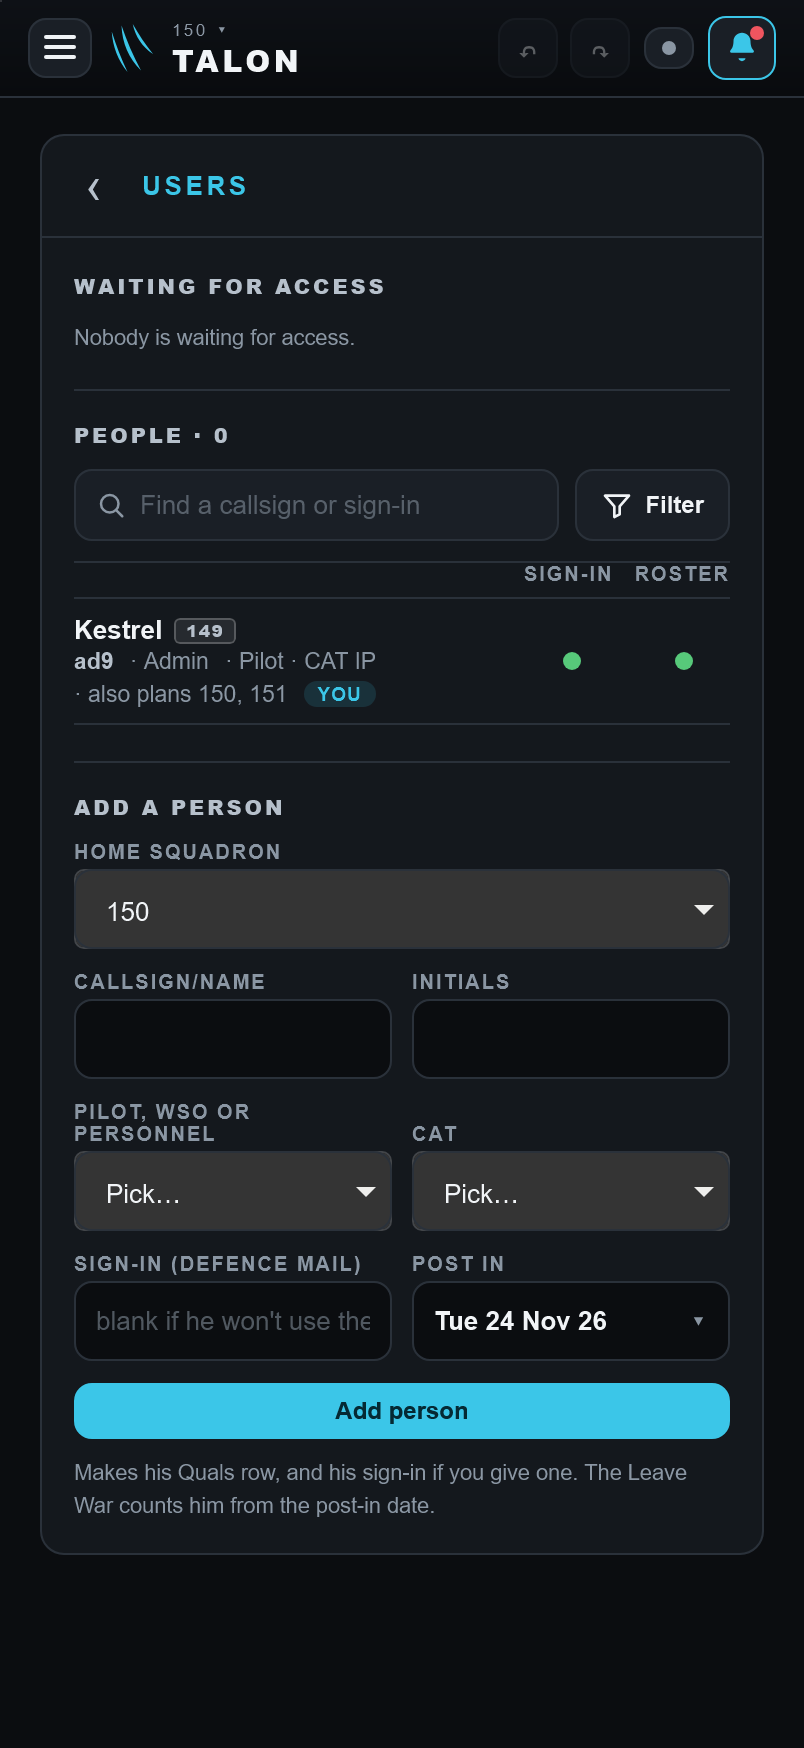 150 ▾
TALON
USERS
WAITING FOR ACCESS
Nobody is waiting for access.
PEOPLE · 0
Find a callsign or sign-in
Filter
SIGN-IN ROSTER
Kestrel 149
ad9 · Admin · Pilot · CAT IP
· also plans 150, 151 YOU
ADD A PERSON
HOME SQUADRON
150
CALLSIGN/NAME INITIALS
PILOT, WSO OR
PERSONNEL CAT
Pick… Pick…
SIGN-IN (DEFENCE MAIL) POST IN
blank if he won't use the Tue 24 Nov 26 ▾
Add person
Makes his Quals row, and his sign-in if you give one. The Leave
War counts him from the post-in date.